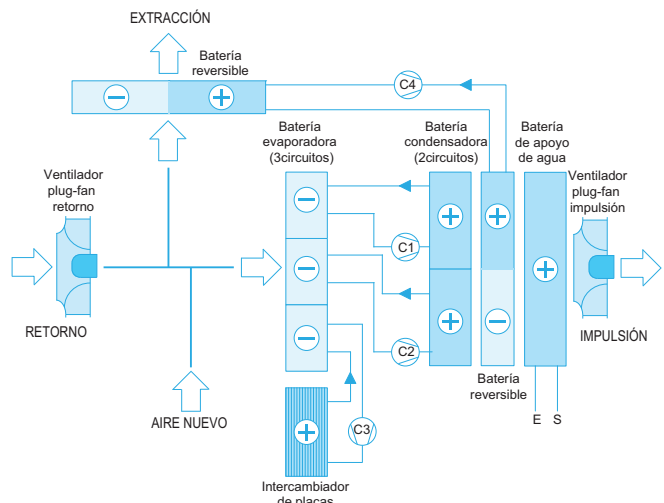 EXTRACCIÓN
Batería
reversible
C4
Batería
evaporadora
(3circuitos)
Batería
condensadora
(2circuitos)
Batería
de apoyo
de agua
Ventilador
plug-fan
retorno
Ventilador
plug-fan
impulsión
C1
RETORNO
C2
IMPULSIÓN
Batería
reversible
AIRE NUEVO
C3
E S
Intercambiador
de placas